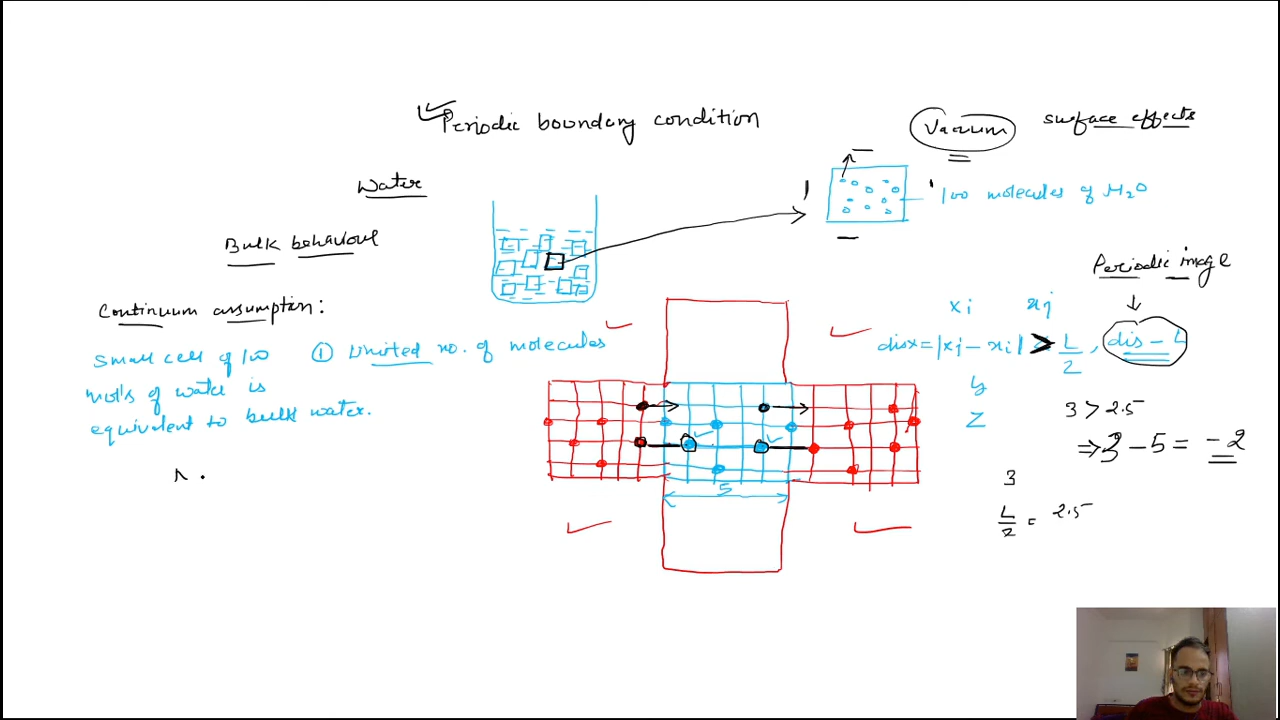 Periodic boundary condition
Vacuum
surface effects
Water
100 molecules of H2O
Bulk behaviour
Periodic image
Continuum assumption:
xi xj
small cell of 100
mol's of water is
equivalent to bulk water.
① Limited no. of molecules
disx = |xj - xi| > L/2, dis - L
y
z
3 > 2.5
⇒ 3 - 5 = -2
5
3
L/2 = 2.5